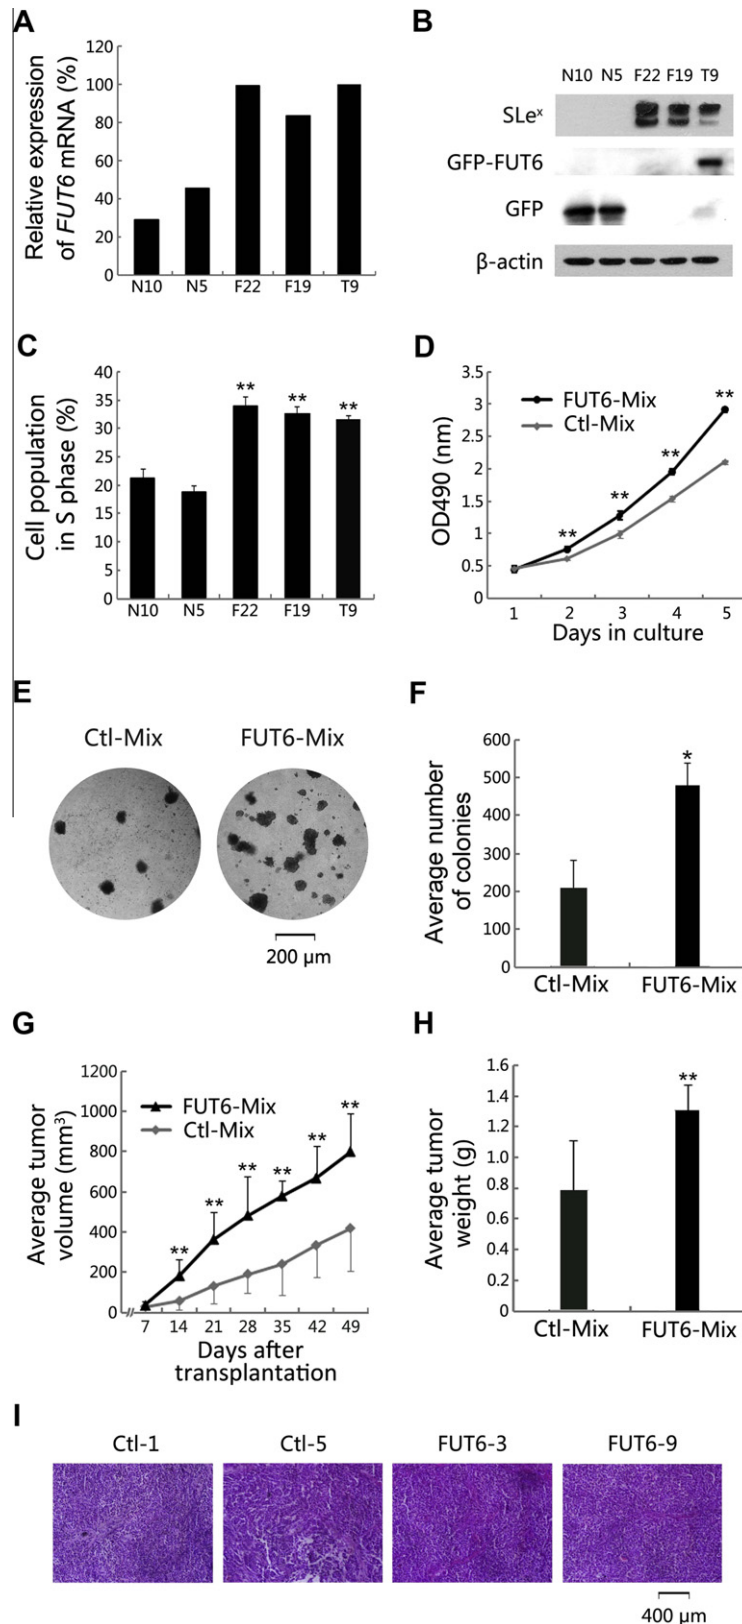 A
Relative expression
of FUT6 mRNA (%)
120
100
80
60
40
20
0
N10 N5 F22 F19 T9
B
N10 N5 F22 F19 T9
SLeˣ
GFP-FUT6
GFP
β-actin
C
Cell population
in S phase (%)
40
35
30
25
20
15
10
5
0
** ** **
N10 N5 F22 F19 T9
D
OD490 (nm)
3.5
3
2.5
2
1.5
1
0.5
0
FUT6-Mix
Ctl-Mix
** ** ** **
1 2 3 4 5
Days in culture
E
Ctl-Mix FUT6-Mix
200 µm
F
Average number
of colonies
600
500
400
300
200
100
0
*
Ctl-Mix FUT6-Mix
G
Average tumor
volume (mm³)
1200
1000
800
600
400
200
0
FUT6-Mix
Ctl-Mix
** ** ** ** ** **
7 14 21 28 35 42 49
Days after
transplantation
H
Average tumor
weight (g)
1.6
1.4
1.2
1.0
0.8
0.6
0.4
0.2
0
**
Ctl-Mix FUT6-Mix
I
Ctl-1 Ctl-5 FUT6-3 FUT6-9
400 µm